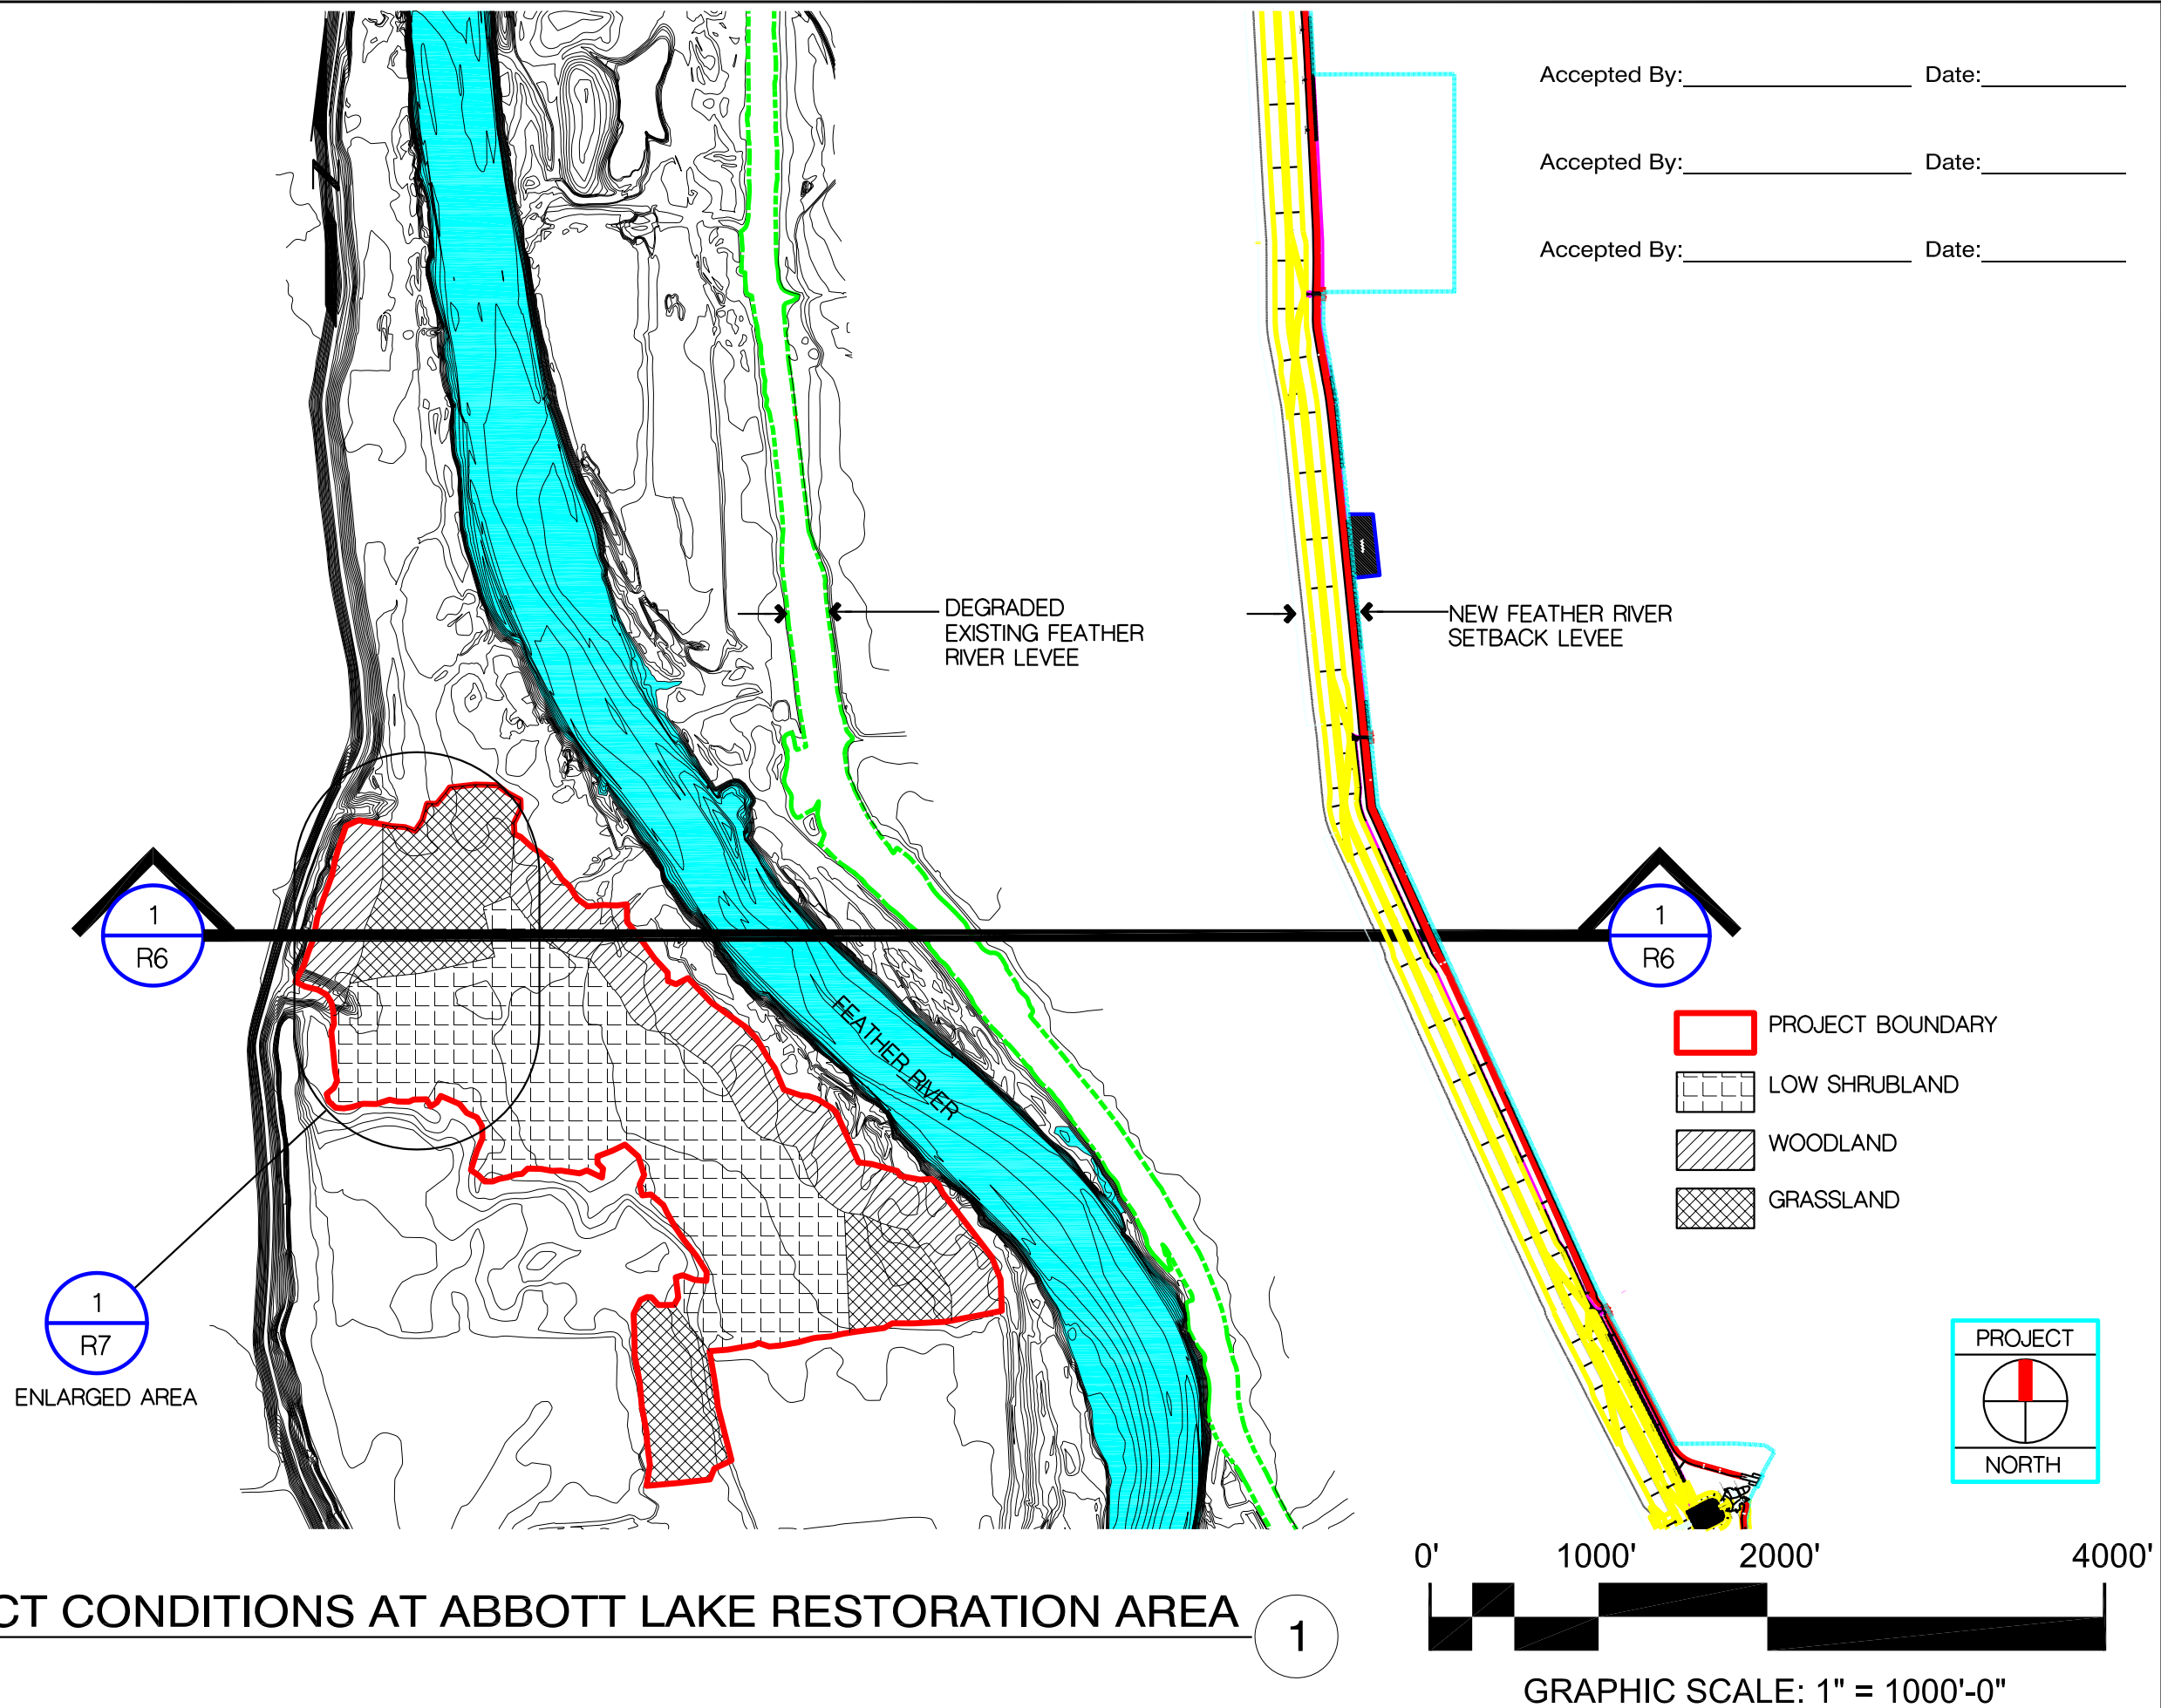 Accepted By: Date:
Accepted By: Date:
Accepted By: Date:
DEGRADED
EXISTING FEATHER
RIVER LEVEE
NEW FEATHER RIVER
SETBACK LEVEE
1
R6
1
R6
FEATHER RIVER
PROJECT BOUNDARY
LOW SHRUBLAND
WOODLAND
GRASSLAND
1
R7
ENLARGED AREA
PROJECT
NORTH
0' 1000' 2000' 4000'
CT CONDITIONS AT ABBOTT LAKE RESTORATION AREA
1
GRAPHIC SCALE: 1" = 1000'-0"